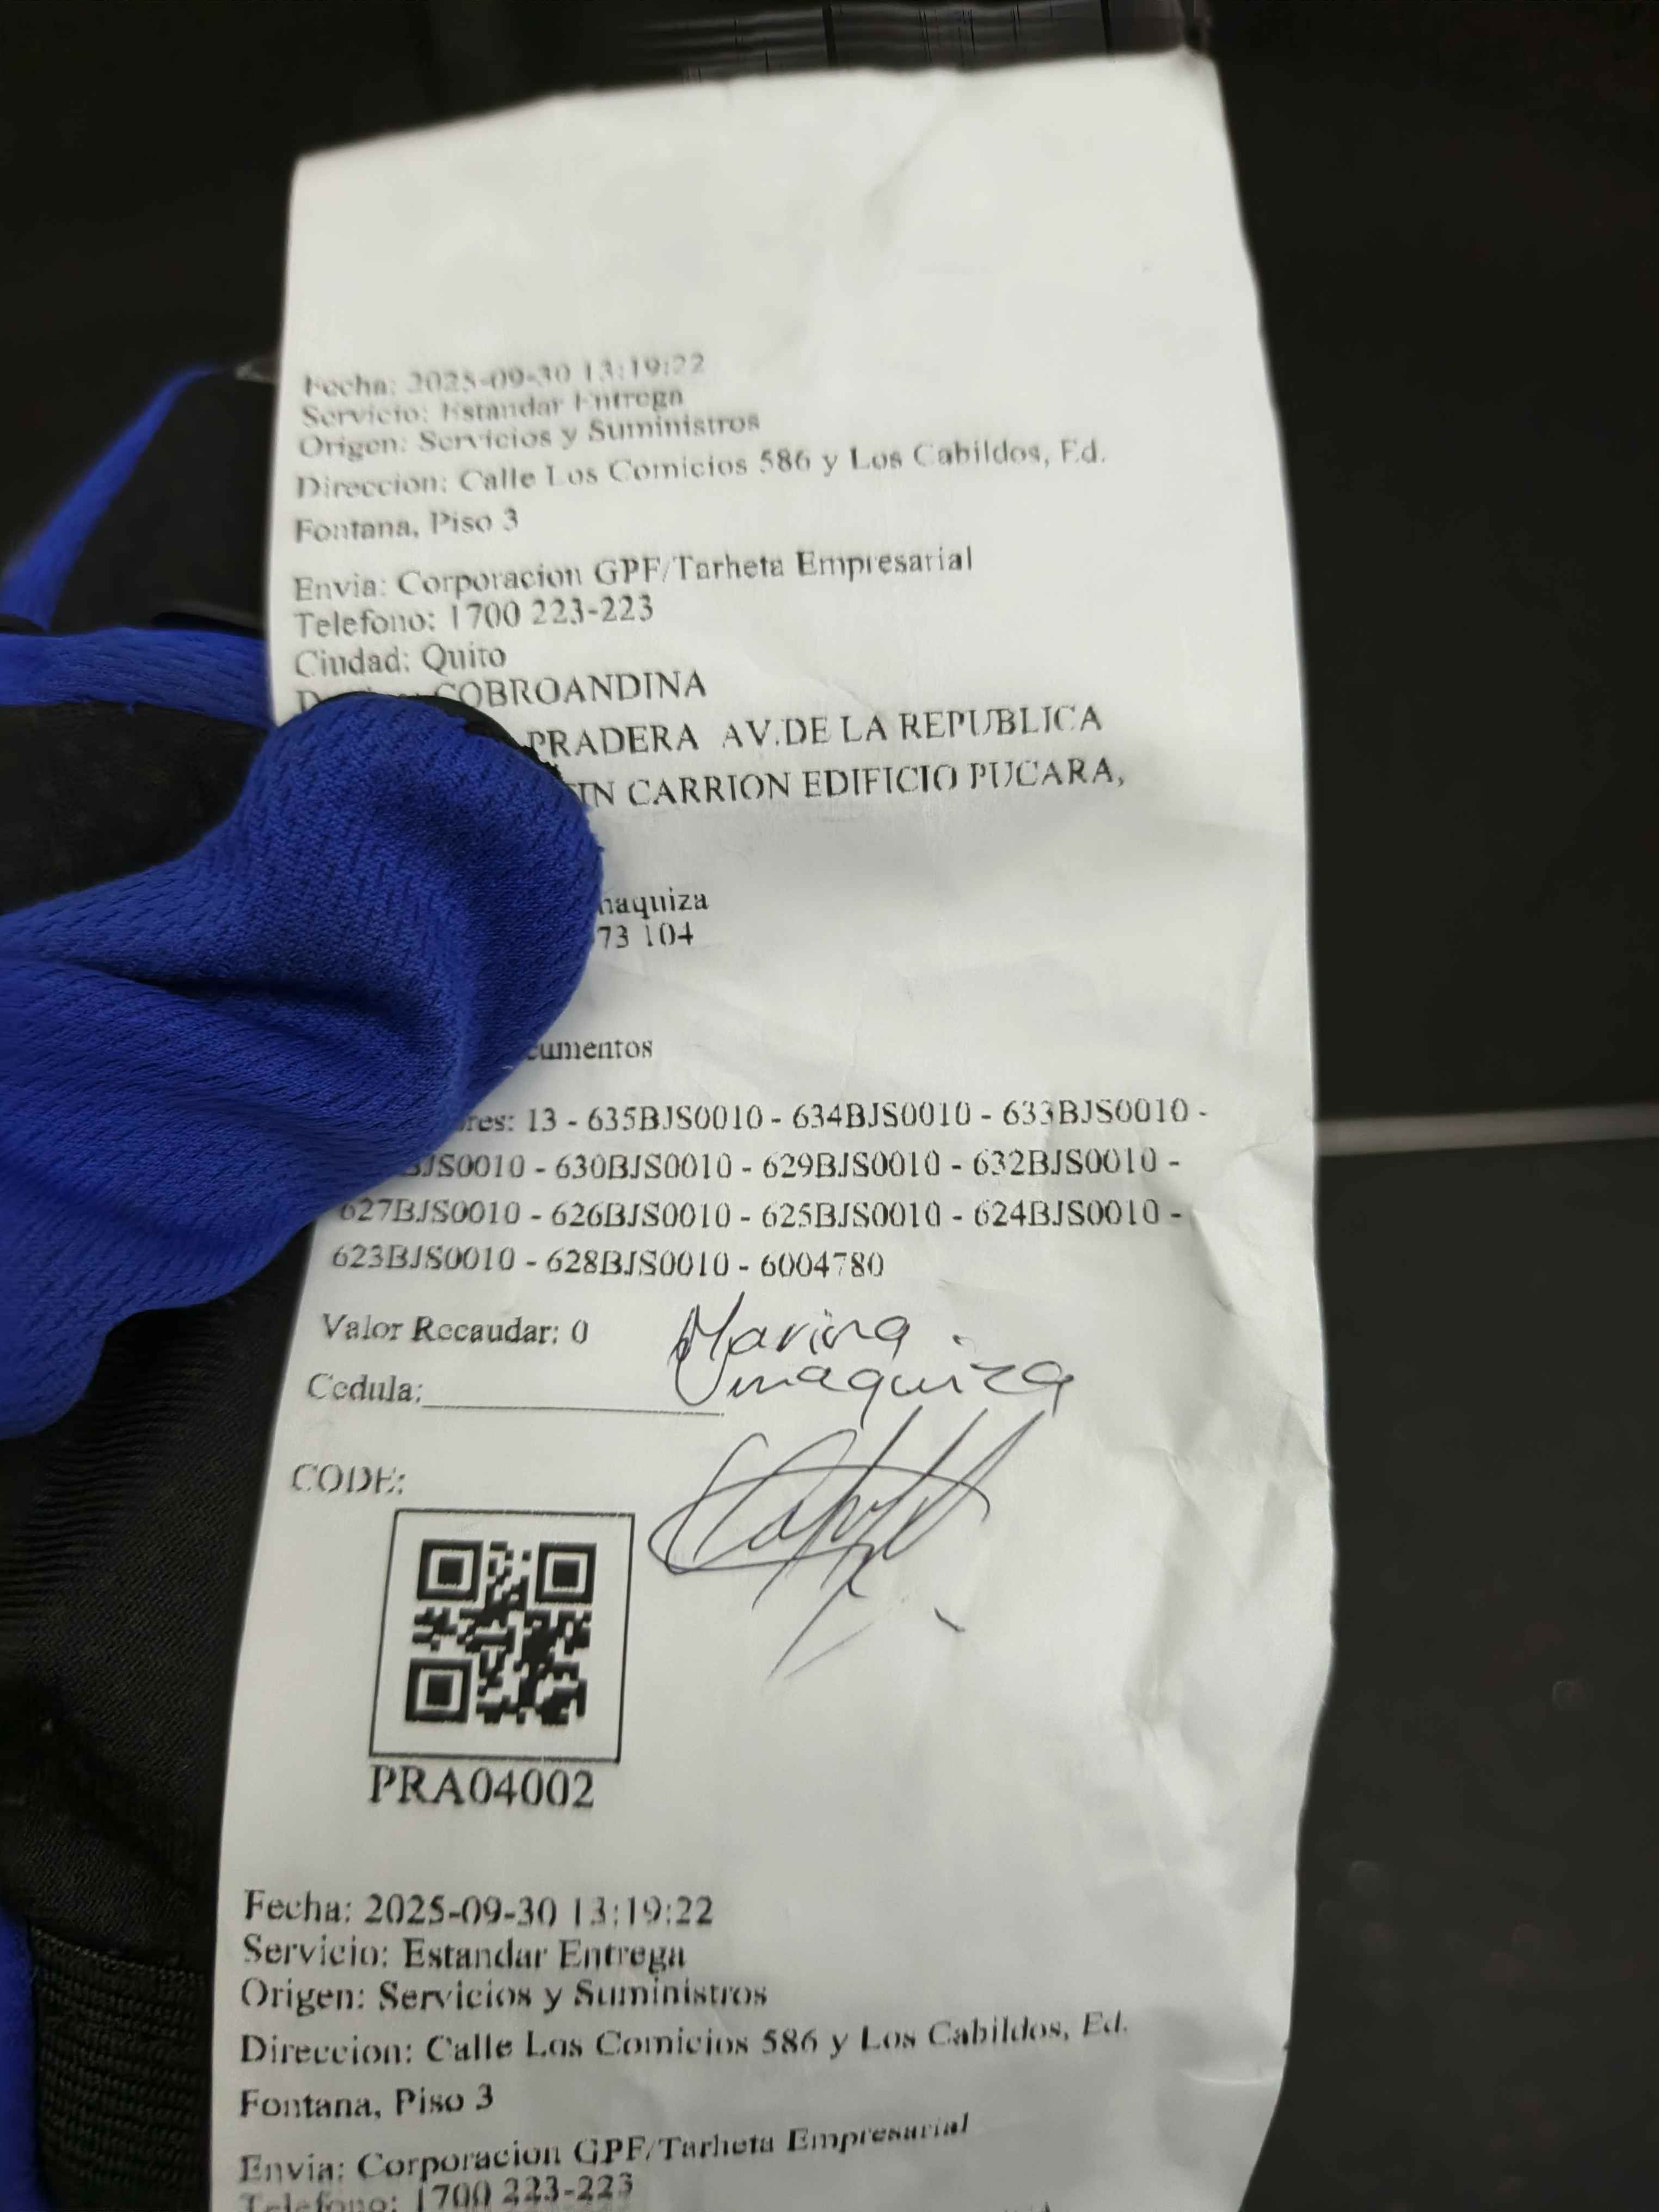 Fecha: 2025-09-30 13:19:22
Servicio: Estandar Entrega
Origen: Servicios y Suministros
Direccion: Calle Los Comicios 586 y Los Cabildos, Ed.
Fontana, Piso 3
Envia: Corporacion GPF/Tarheta Empresarial
Telefono: 1700 223-223
Ciudad: Quito
COBROANDINA
PRADERA AV.DE LA REPUBLICA
CARRION EDIFICIO PUCARA,
73 104
13 - 635BJS0010 - 634BJS0010 - 633BJS0010 -
- 630BJS0010 - 629BJS0010 - 632BJS0010 -
627BJS0010 - 626BJS0010 - 625BJS0010 - 624BJS0010 -
623BJS0010 - 628BJS0010 - 6004780
Valor Recaudar: 0
Marina
Umaquiza
Cedula:
CODE:
PRA04002
Fecha: 2025-09-30 13:19:22
Servicio: Estandar Entrega
Origen: Servicios y Suministros
Direccion: Calle Los Comicios 586 y Los Cabildos, Ed.
Fontana, Piso 3
Envia: Corporacion GPF/Tarheta Empresarial
Telefono: 1700 223-223